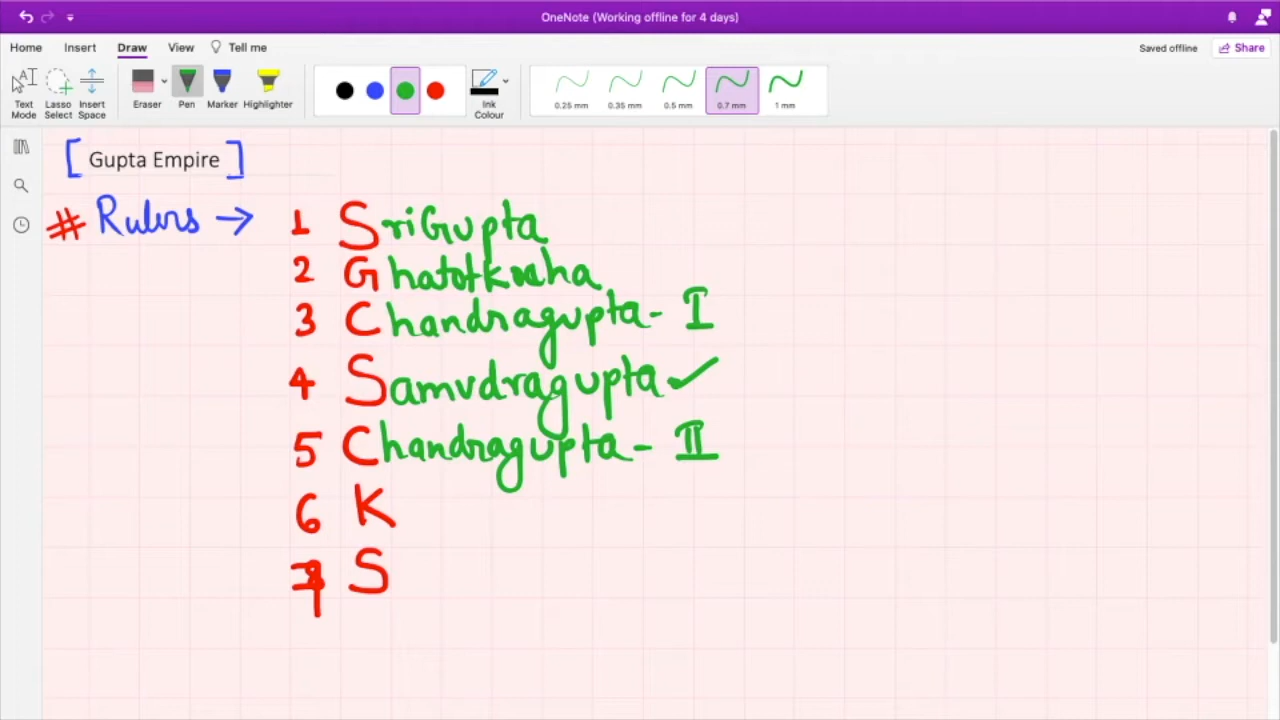 OneNote (Working offline for 4 days)
Home Insert Draw View Tell me
Saved offline Share
Text Mode
Lasso Select
Insert Space
Eraser
Pen
Marker
Highlighter
Ink Colour
0.25 mm
0.35 mm
0.5 mm
0.7 mm
1 mm
[ Gupta Empire ]
# Rulers → 1 SriGupta
2 Ghatotkacha
3 Chandragupta - I
4 Samudragupta ✓
5 Chandragupta - II
6 K
7 S